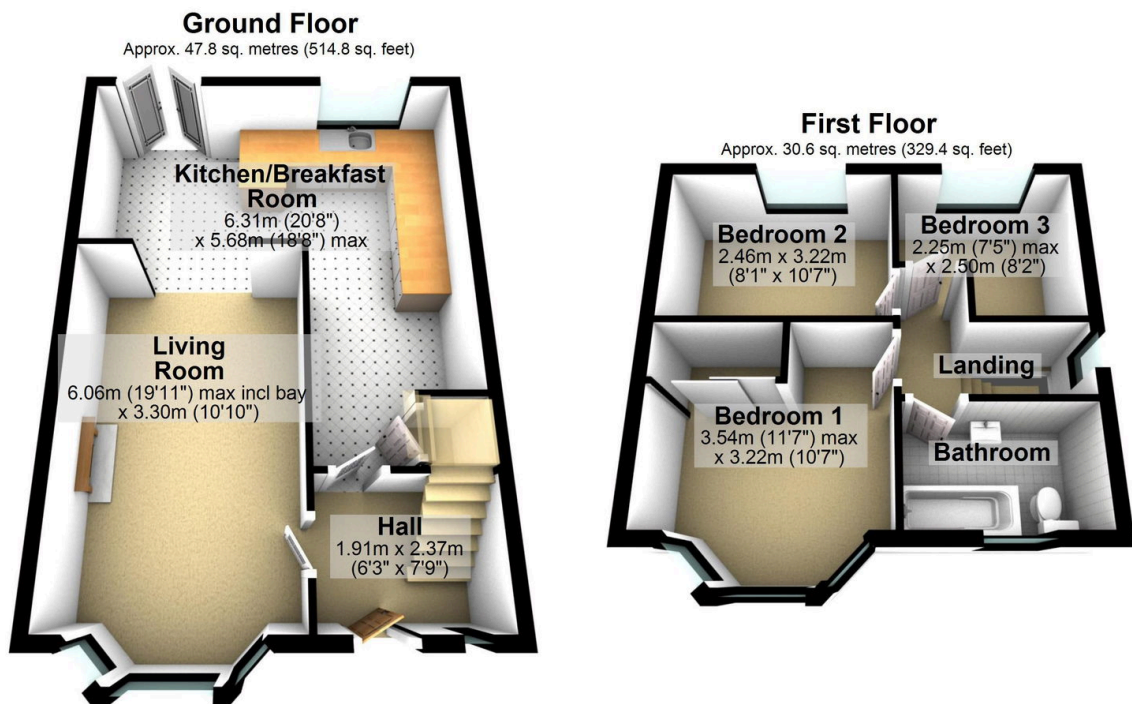 Ground Floor
Approx. 47.8 sq. metres (514.8 sq. feet)
Kitchen/Breakfast
Room
6.31m (20'8")
x 5.68m (18'8") max
Living
Room
6.06m (19'11") max incl bay
x 3.30m (10'10")
Hall
1.91m x 2.37m
(6'3" x 7'9")
First Floor
Approx. 30.6 sq. metres (329.4 sq. feet)
Bedroom 2
2.46m x 3.22m
(8'1" x 10'7")
Bedroom 3
2.25m (7'5") max
x 2.50m (8'2")
Landing
Bedroom 1
3.54m (11'7") max
x 3.22m (10'7")
Bathroom